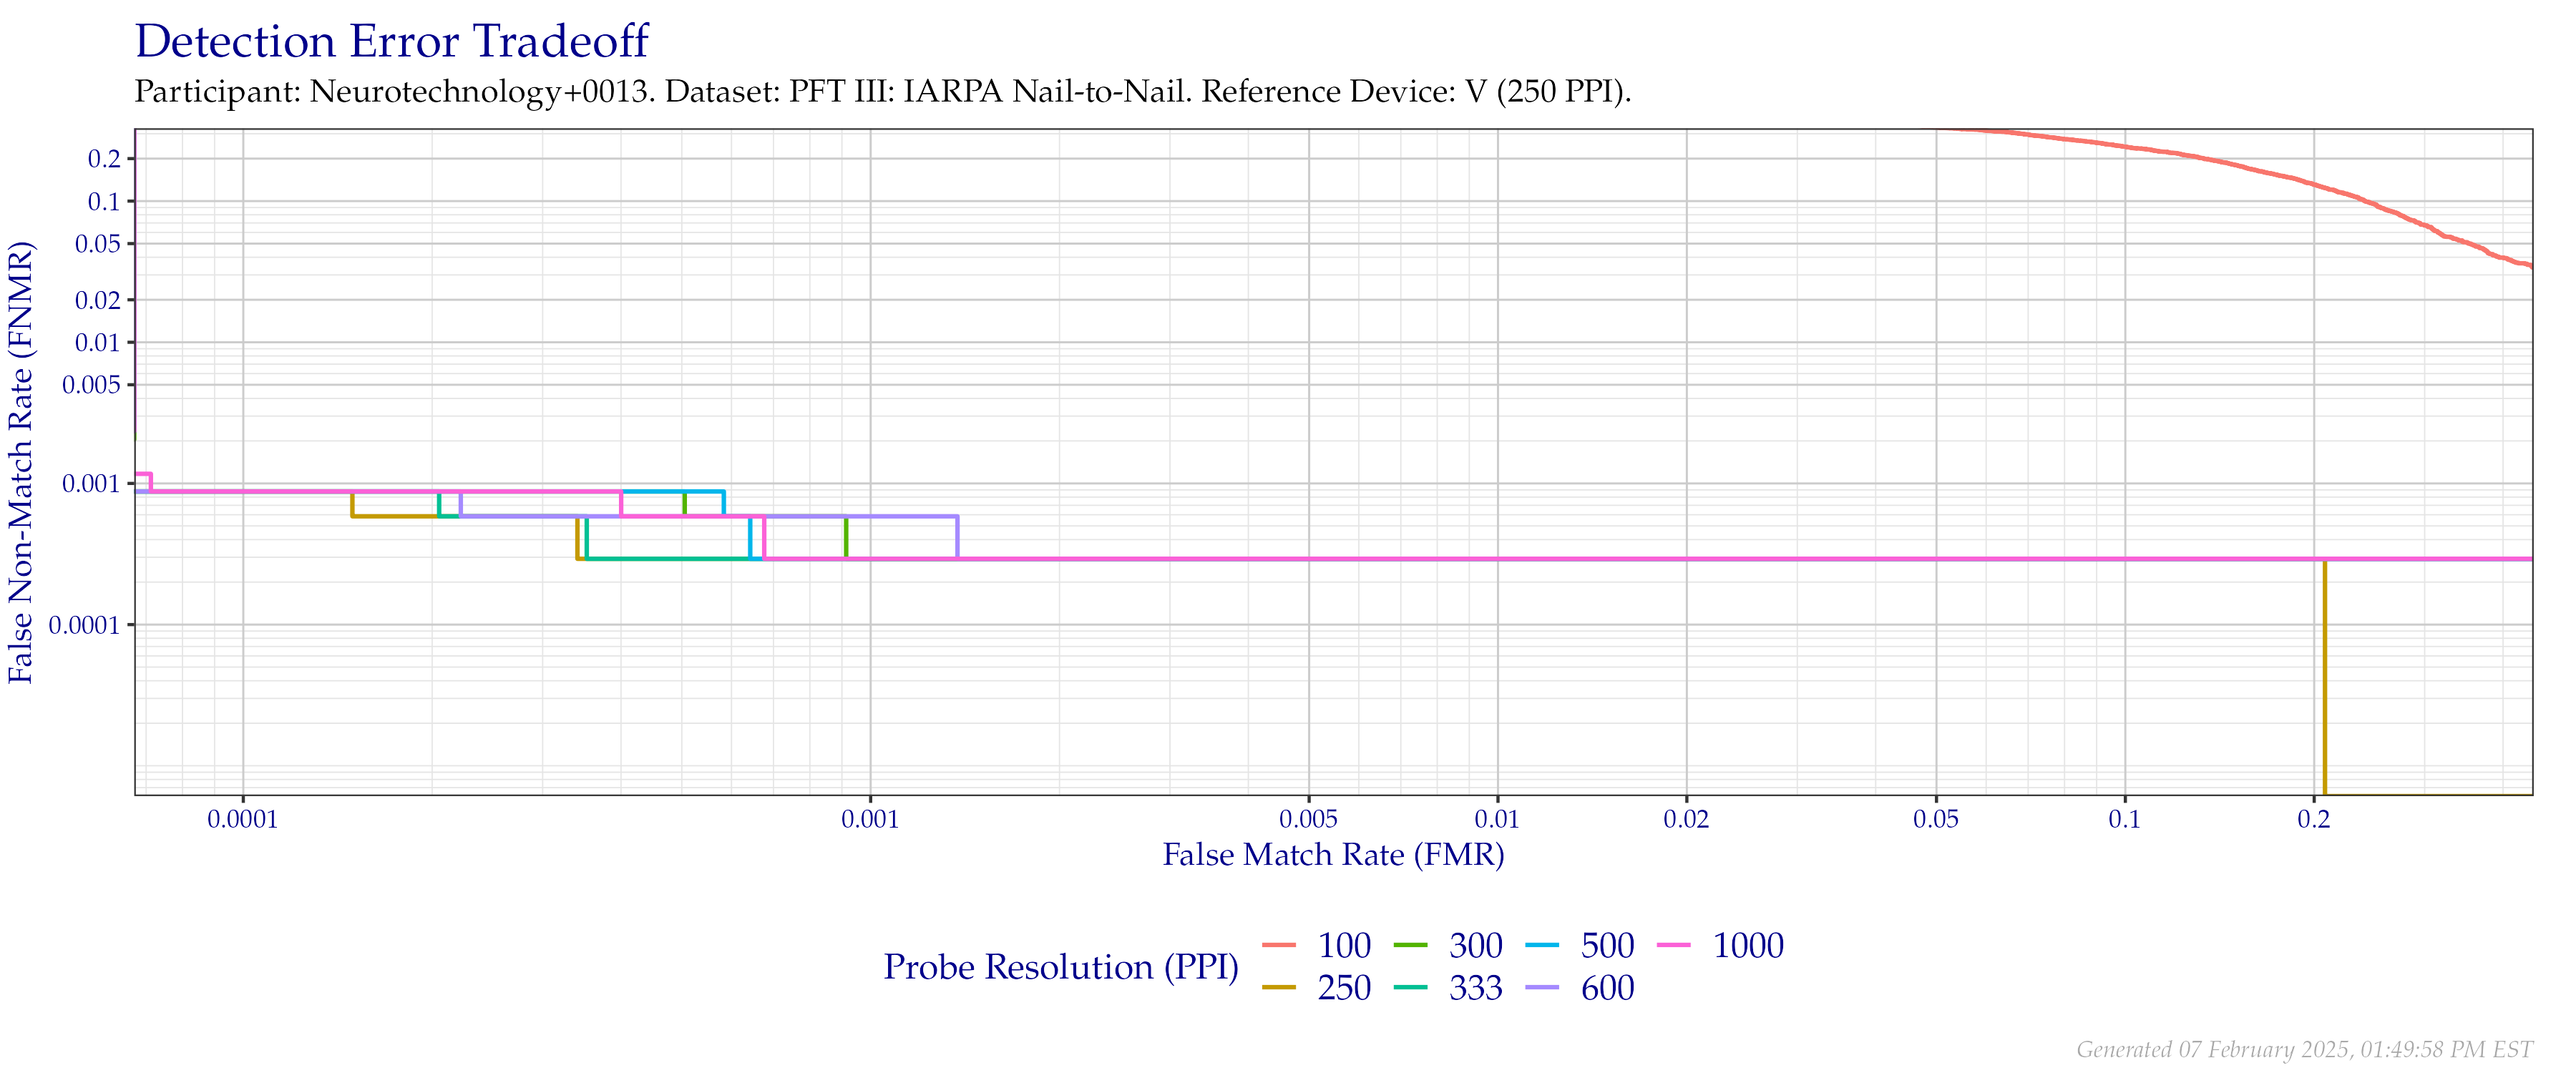 Detection Error Tradeoff
Participant: Neurotechnology+0013. Dataset: PFT III: IARPA Nail-to-Nail. Reference Device: V (250 PPI).
False Non-Match Rate (FNMR)
0.2
0.1
0.05
0.02
0.01
0.005
0.001
0.0001
0.0001 0.001 0.005 0.01 0.02 0.05 0.1 0.2
False Match Rate (FMR)
Probe Resolution (PPI)
100 300 500 1000
250 333 600
Generated 07 February 2025, 01:49:58 PM EST